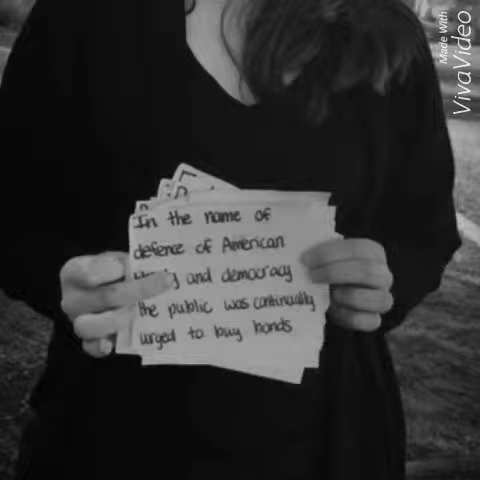 In the name of
defence of American
and democracy
the public was continually
urged to buy bonds
Made With
VivaVideo